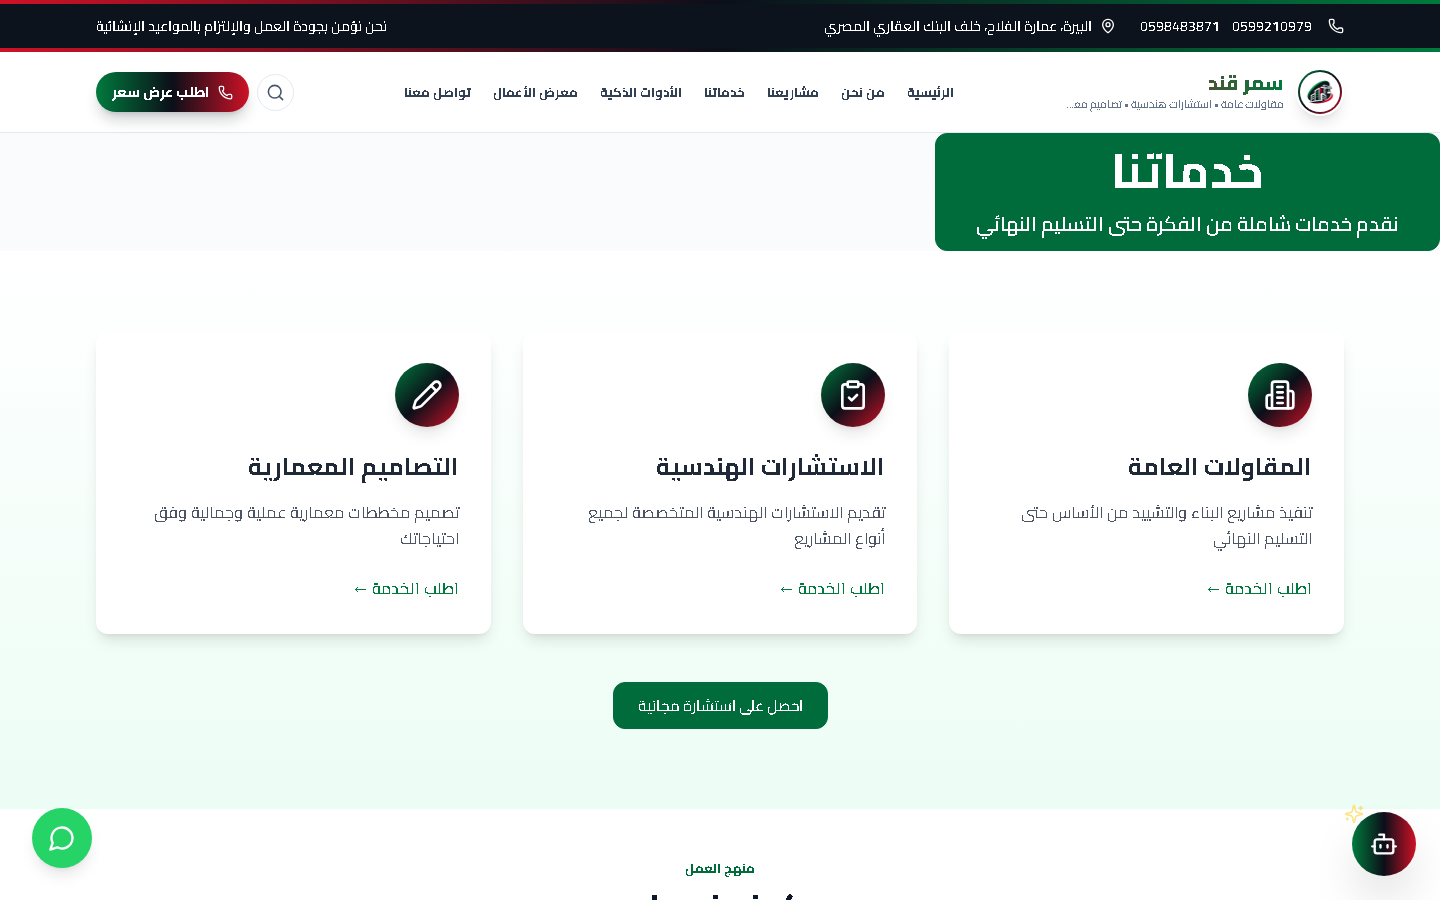 0599210979 0598483871 البيرة، عمارة الفلاح، خلف البنك العقاري المصري
نحن نؤمن بجودة العمل والإلتزام بالمواعيد الإنشائية
سمر قند
مقاولات عامة • استشارات هندسية • تصاميم مع...
الرئيسية من نحن مشاريعنا خدماتنا الأدوات الذكية معرض الأعمال تواصل معنا
اطلب عرض سعر
خدماتنا
نقدم خدمات شاملة من الفكرة حتى التسليم النهائي
المقاولات العامة
تنفيذ مشاريع البناء والتشييد من الأساس حتى
التسليم النهائي
اطلب الخدمة ←
الاستشارات الهندسية
تقديم الاستشارات الهندسية المتخصصة لجميع
أنواع المشاريع
اطلب الخدمة ←
التصاميم المعمارية
تصميم مخططات معمارية عملية وجمالية وفق
احتياجاتك
اطلب الخدمة ←
احصل على استشارة مجانية
منهج العمل